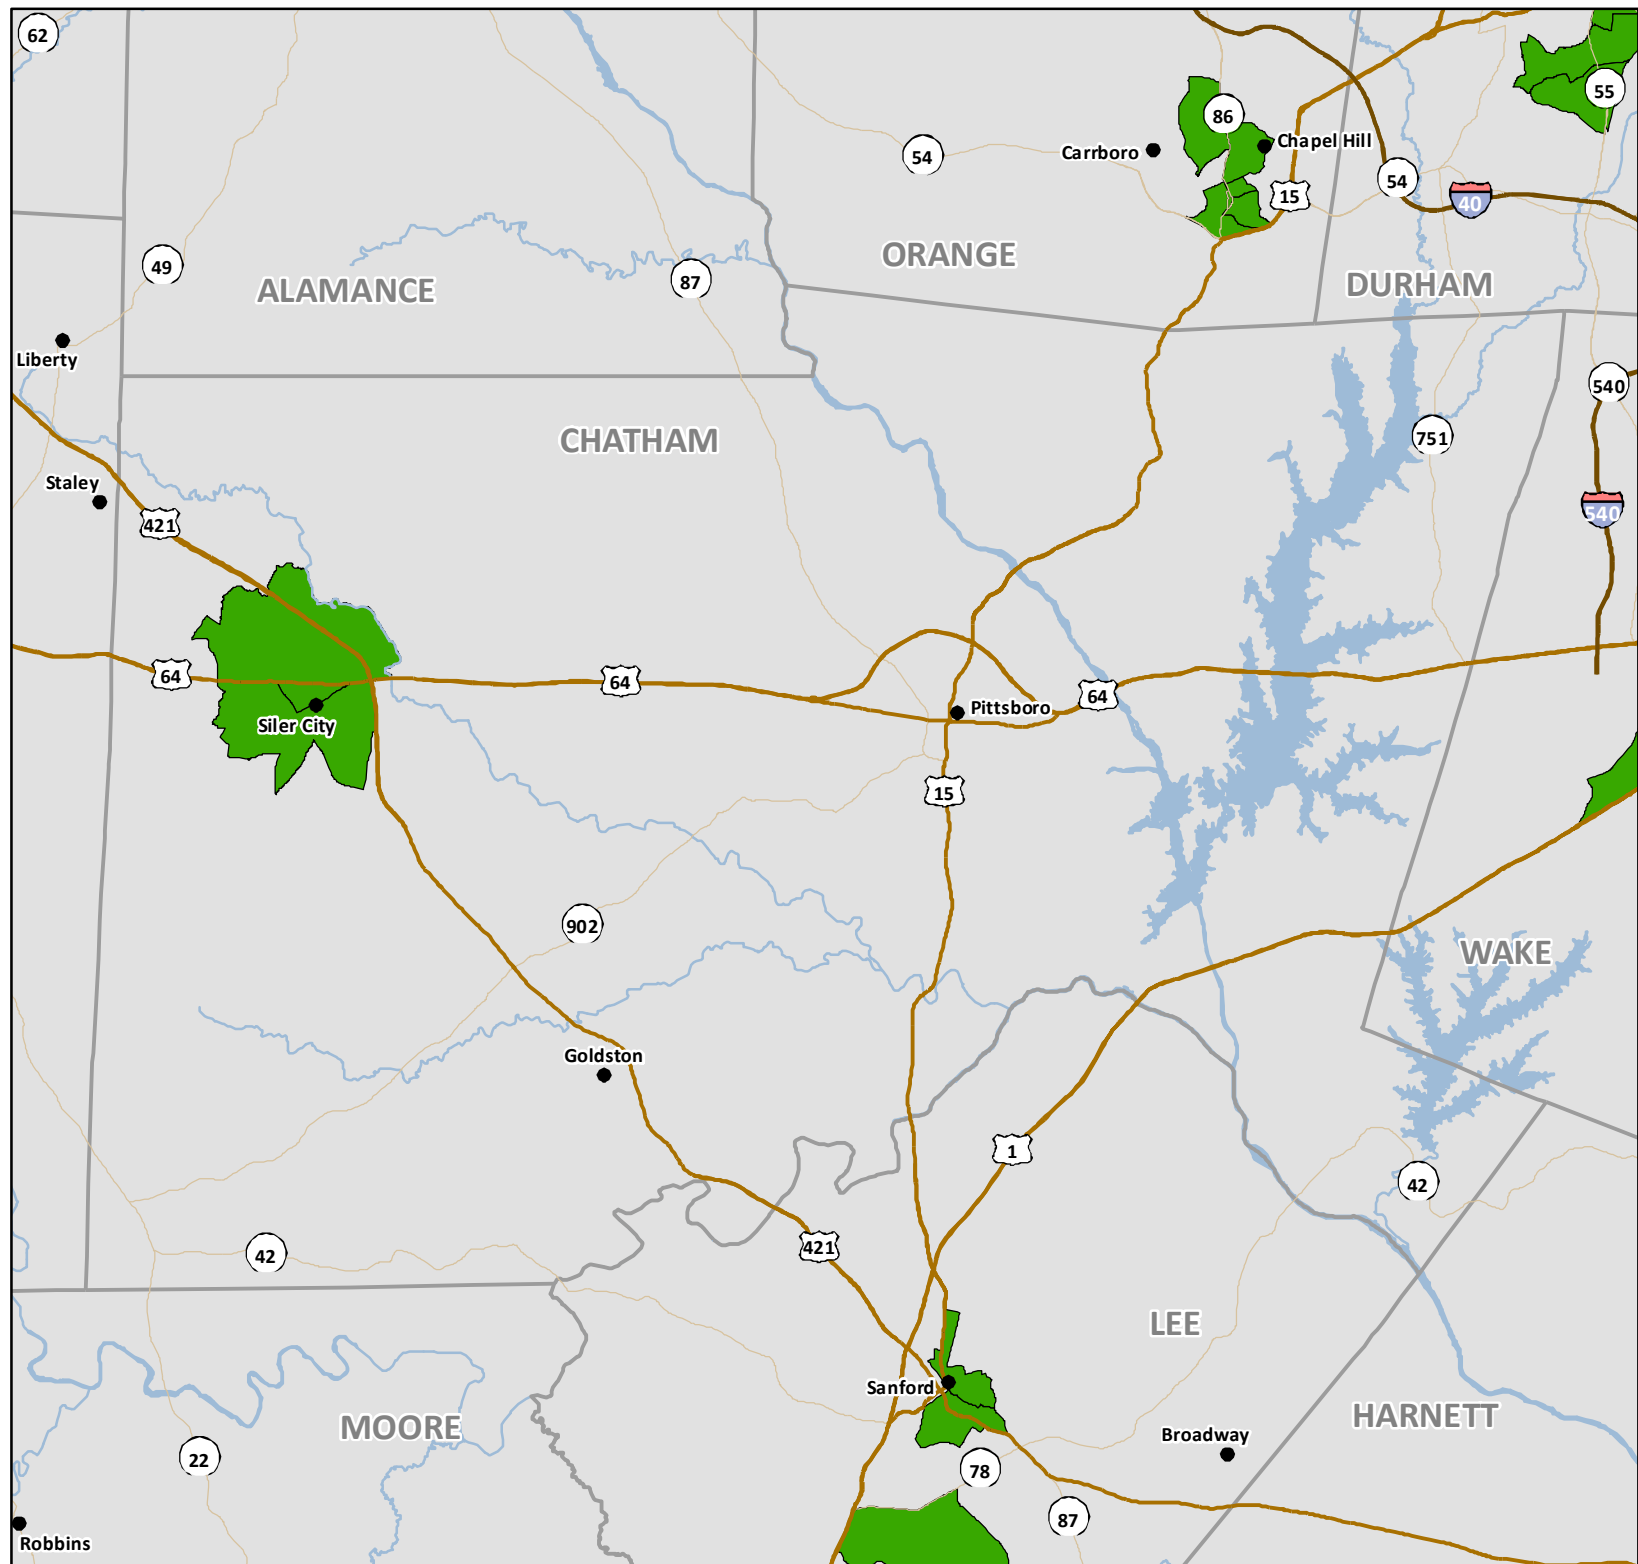 62
55
86
Chapel Hill
Carrboro
54
54
15
40
ORANGE
49
87
ALAMANCE
DURHAM
Liberty
540
CHATHAM
751
Staley
421
540
64
64
64
Pittsboro
Siler City
15
902
WAKE
Goldston
1
42
421
42
LEE
Sanford
MOORE
HARNETT
Broadway
22
78
87
Robbins